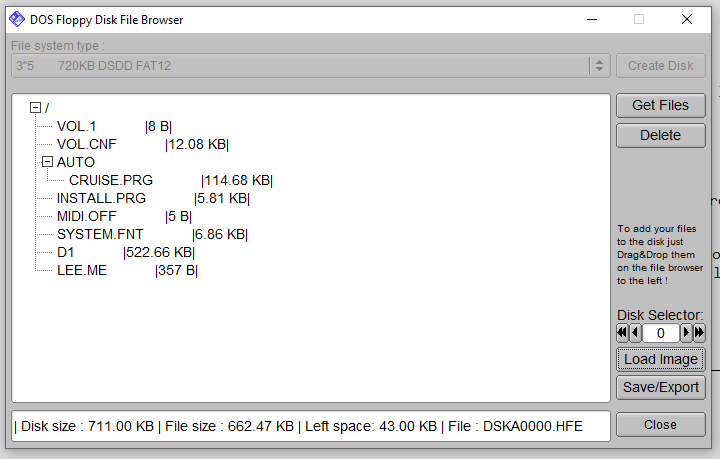 DOS Floppy Disk File Browser
File system type :
3"5 720KB DSDD FAT12
Create Disk
/
VOL.1 |8 B|
VOL.CNF |12.08 KB|
AUTO
CRUISE.PRG |114.68 KB|
INSTALL.PRG |5.81 KB|
MIDI.OFF |5 B|
SYSTEM.FNT |6.86 KB|
D1 |522.66 KB|
LEE.ME |357 B|
Get Files
Delete
To add your files
to the disk just
Drag&Drop them
on the file browser
to the left !
Disk Selector:
0
Load Image
Save/Export
| Disk size : 711.00 KB | File size : 662.47 KB | Left space: 43.00 KB | File : DSKA0000.HFE
Close